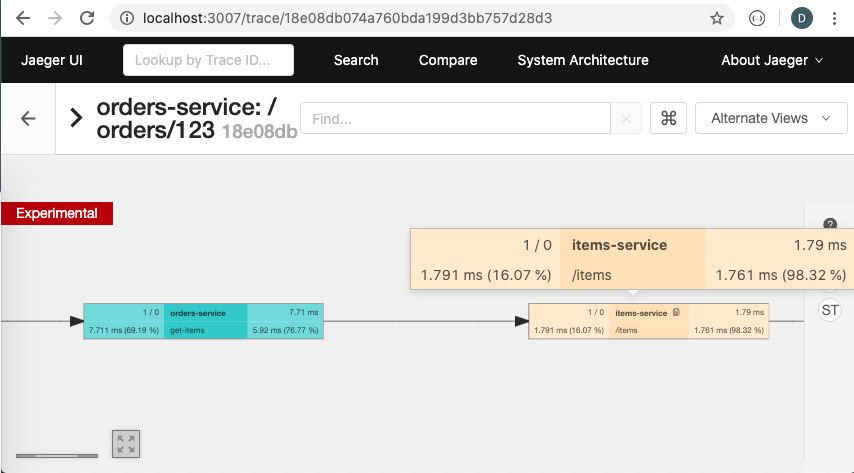 localhost:3007/trace/18e08db074a760bda199d3bb757d28d3
D
Jaeger UI
Lookup by Trace ID...
Search
Compare
System Architecture
About Jaeger
orders-service: /
orders/123 18e08db
Find...
Alternate Views
Experimental
1 / 0 items-service 1.79 ms
1.791 ms (16.07 %) /items 1.761 ms (98.32 %)
1 / 0 orders-service 7.71 ms
7.711 ms (69.19 %) get-items 5.92 ms (76.77 %)
1 / 0 items-service 1.79 ms
1.791 ms (16.07 %) /items 1.761 ms (98.32 %)
ST